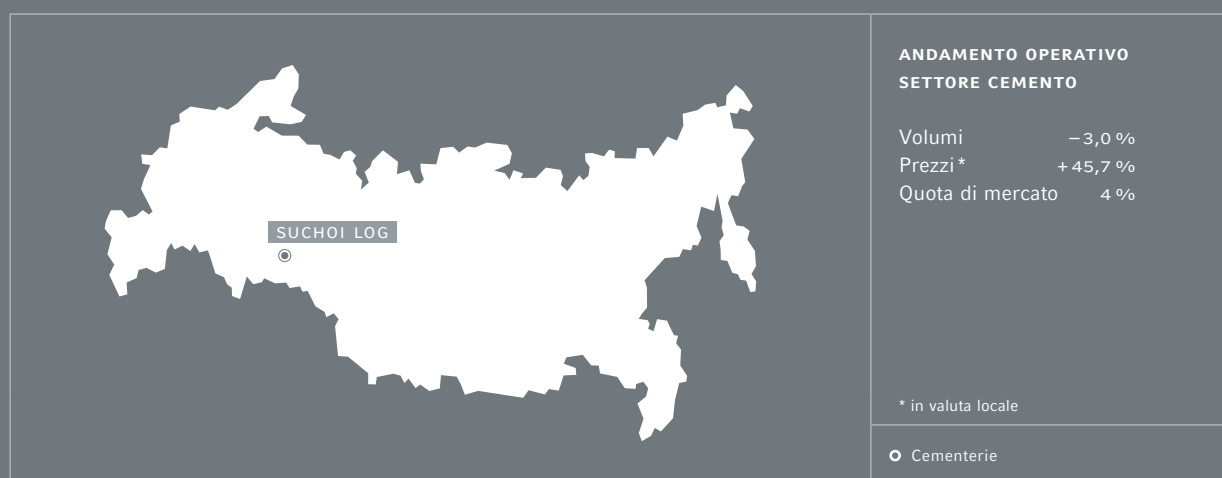 SUCHOI LOG
ANDAMENTO OPERATIVO
SETTORE CEMENTO
Volumi −3,0 %
Prezzi* +45,7 %
Quota di mercato 4 %
* in valuta locale
Cementerie